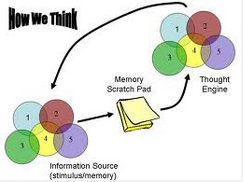 How We Think
1
2
3
4
5
Memory
Scratch Pad
Thought
Engine
1
2
3
4
5
Information Source
(stimulus/memory)